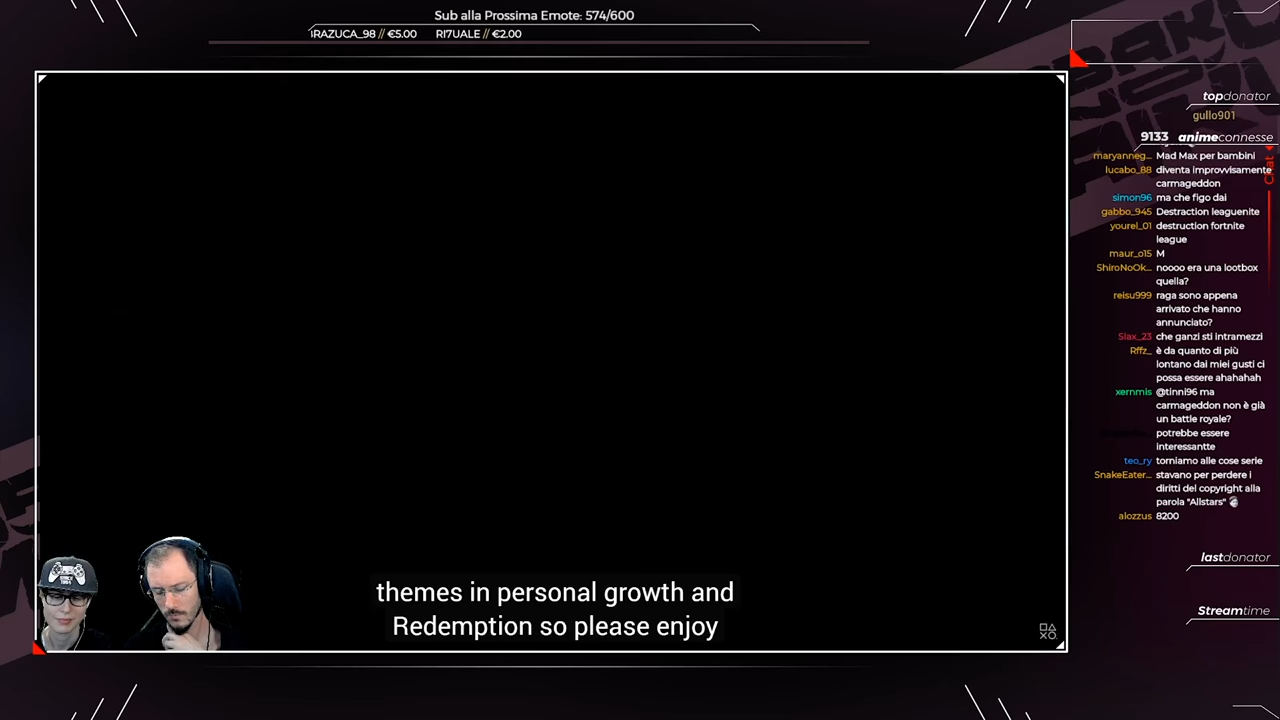 Sub alla Prossima Emote: 574/600
iRAZUCA_98 // €5.00 RI7UALE // €2.00
topdonator
gullo901
9133 animeconnesse
Chat
maryanneg... Mad Max per bambini
lucabo_88 diventa improvvisamente
carmageddon
simon96 ma che figo dai
gabbo_945 Destraction leaguenite
yourei_01 destruction fortnite
league
maur_o15 M
ShiroNoOk... noooo era una lootbox
quella?
reisu999 raga sono appena
arrivato che hanno
annunciato?
Slax_23 che ganzi sti intramezzi
Rffz_ è da quanto di più
lontano dai miei gusti ci
possa essere ahahahah
xernmis @tinni96 ma
carmageddon non è già
un battle royale?
potrebbe essere
interessantte
teo_ry torniamo alle cose serie
SnakeEater... stavano per perdere i
diritti del copyright alla
parola "Allstars"
alozzus 8200
lastdonator
Streamtime
themes in personal growth and
Redemption so please enjoy